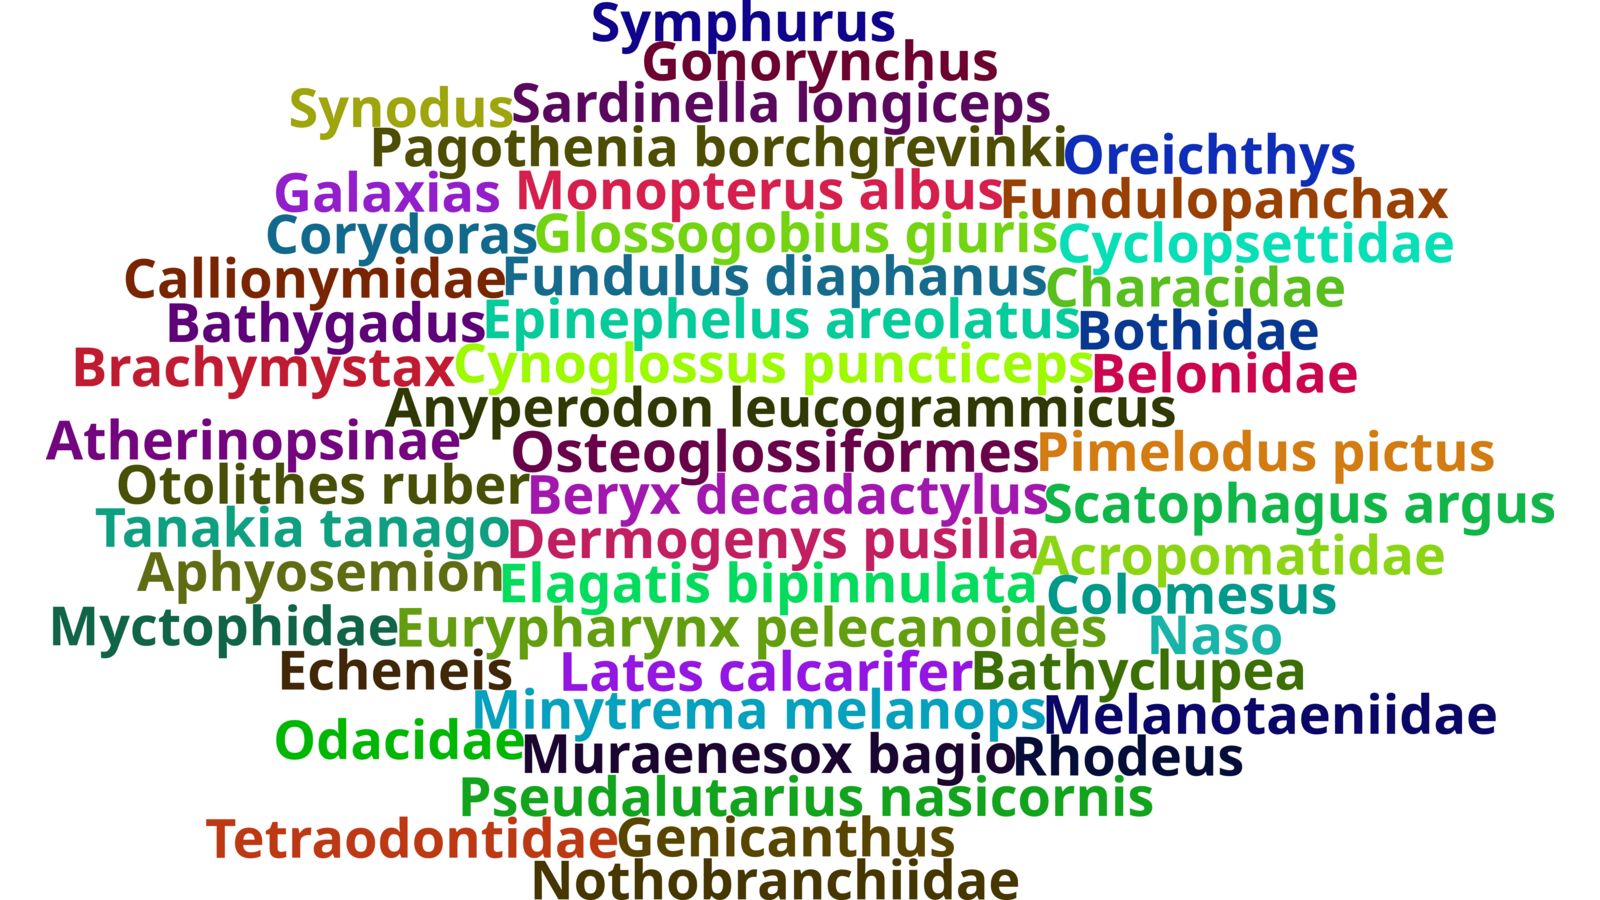 Symphurus
Gonorynchus
Synodus Sardinella longiceps
Pagothenia borchgrevinki Oreichthys
Galaxias Monopterus albus Fundulopanchax
Corydoras Glossogobius giuris Cyclopsettidae
Callionymidae Fundulus diaphanus Characidae
Bathygadus Epinephelus areolatus Bothidae
Brachymystax Cynoglossus puncticeps Belonidae
Anyperodon leucogrammicus
Atherinopsinae Osteoglossiformes Pimelodus pictus
Otolithes ruber Beryx decadactylus Scatophagus argus
Tanakia tanago Dermogenys pusilla Acropomatidae
Aphyosemion Elagatis bipinnulata Colomesus
Myctophidae Eurypharynx pelecanoides Naso
Echeneis Lates calcarifer Bathyclupea
Minytrema melanops Melanotaeniidae
Odacidae Muraenesox bagio Rhodeus
Pseudalutarius nasicornis
Tetraodontidae Genicanthus
Nothobranchiidae